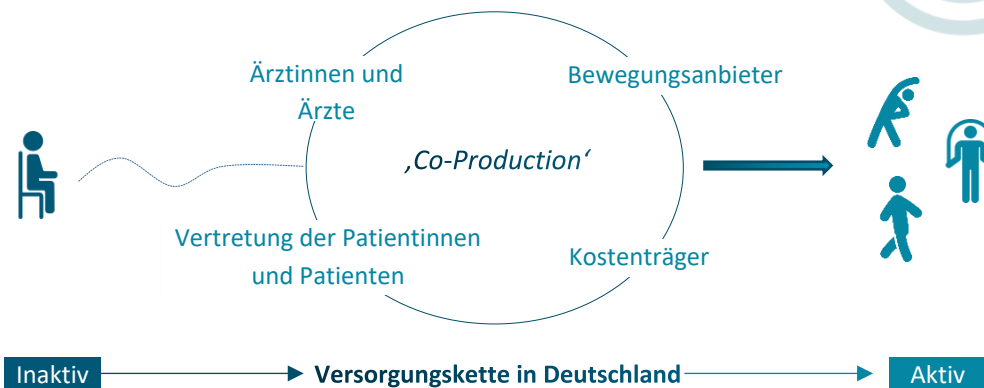 Ärztinnen und
Ärzte
Bewegungsanbieter
‚Co-Production‘
Vertretung der Patientinnen
und Patienten
Kostenträger
Inaktiv
Versorgungskette in Deutschland
Aktiv